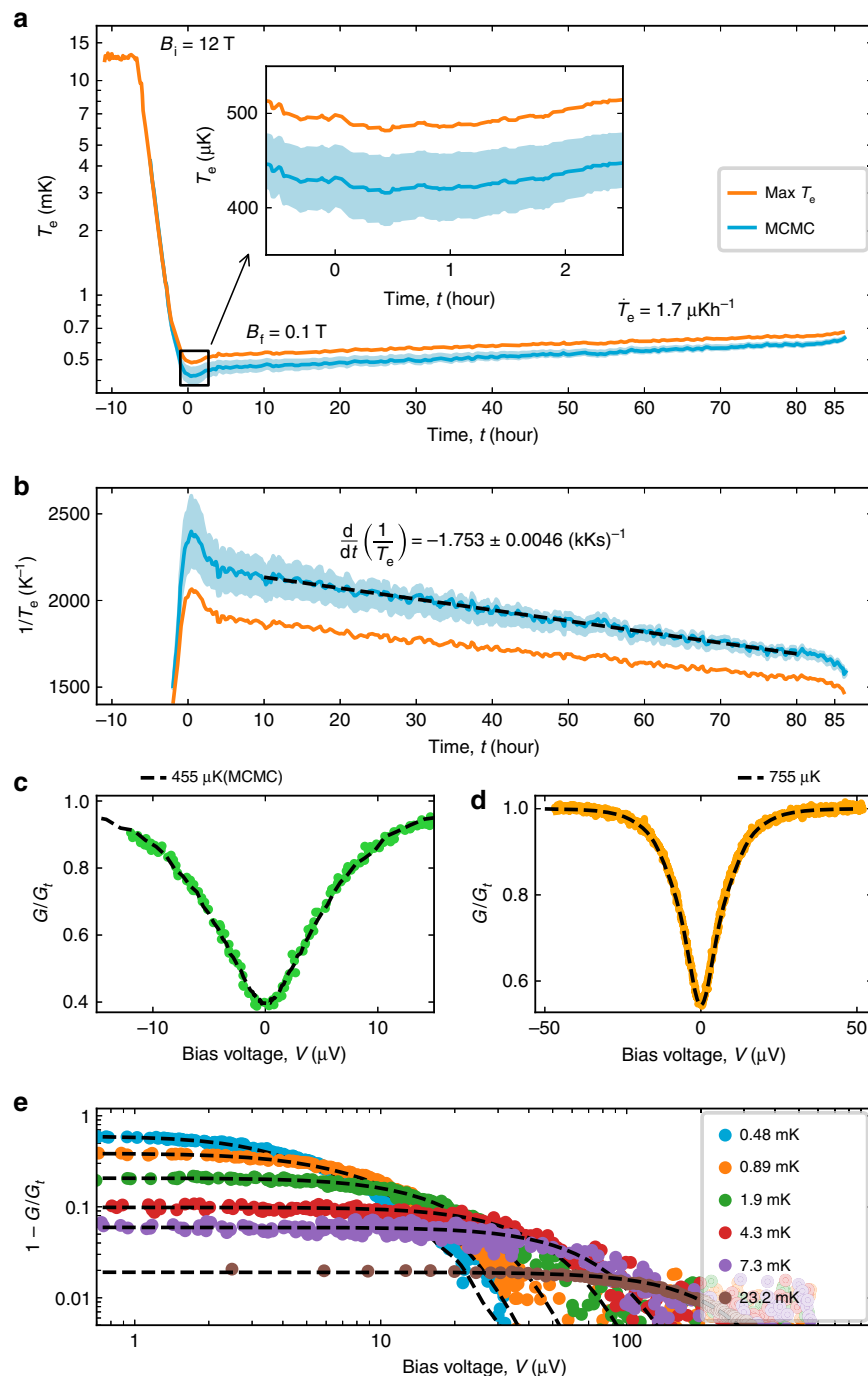 a
B_i = 12 T
15
10
7
5
4
3
2
1
0.7
0.5
T_e (mK)
500
400
T_e (μK)
0 1 2
Time, t (hour)
Max T_e
MCMC
B_f = 0.1 T
Ṫ_e = 1.7 μKh⁻¹
−10 0 10 20 30 40 50 60 70 80 85
Time, t (hour)
b
2500
2000
1500
1/T_e (K⁻¹)
d/dt (1/T_e) = −1.753 ± 0.0046 (kKs)⁻¹
−10 0 10 20 30 40 50 60 70 80 85
Time, t (hour)
c
455 μK(MCMC)
1.0
0.8
0.6
0.4
G/G_t
−10 0 10
Bias voltage, V (μV)
d
755 μK
1.0
0.8
0.6
G/G_t
−50 0 50
Bias voltage, V (μV)
e
1
0.1
0.01
1 − G/G_t
0.48 mK
0.89 mK
1.9 mK
4.3 mK
7.3 mK
23.2 mK
1 10 100
Bias voltage, V (μV)